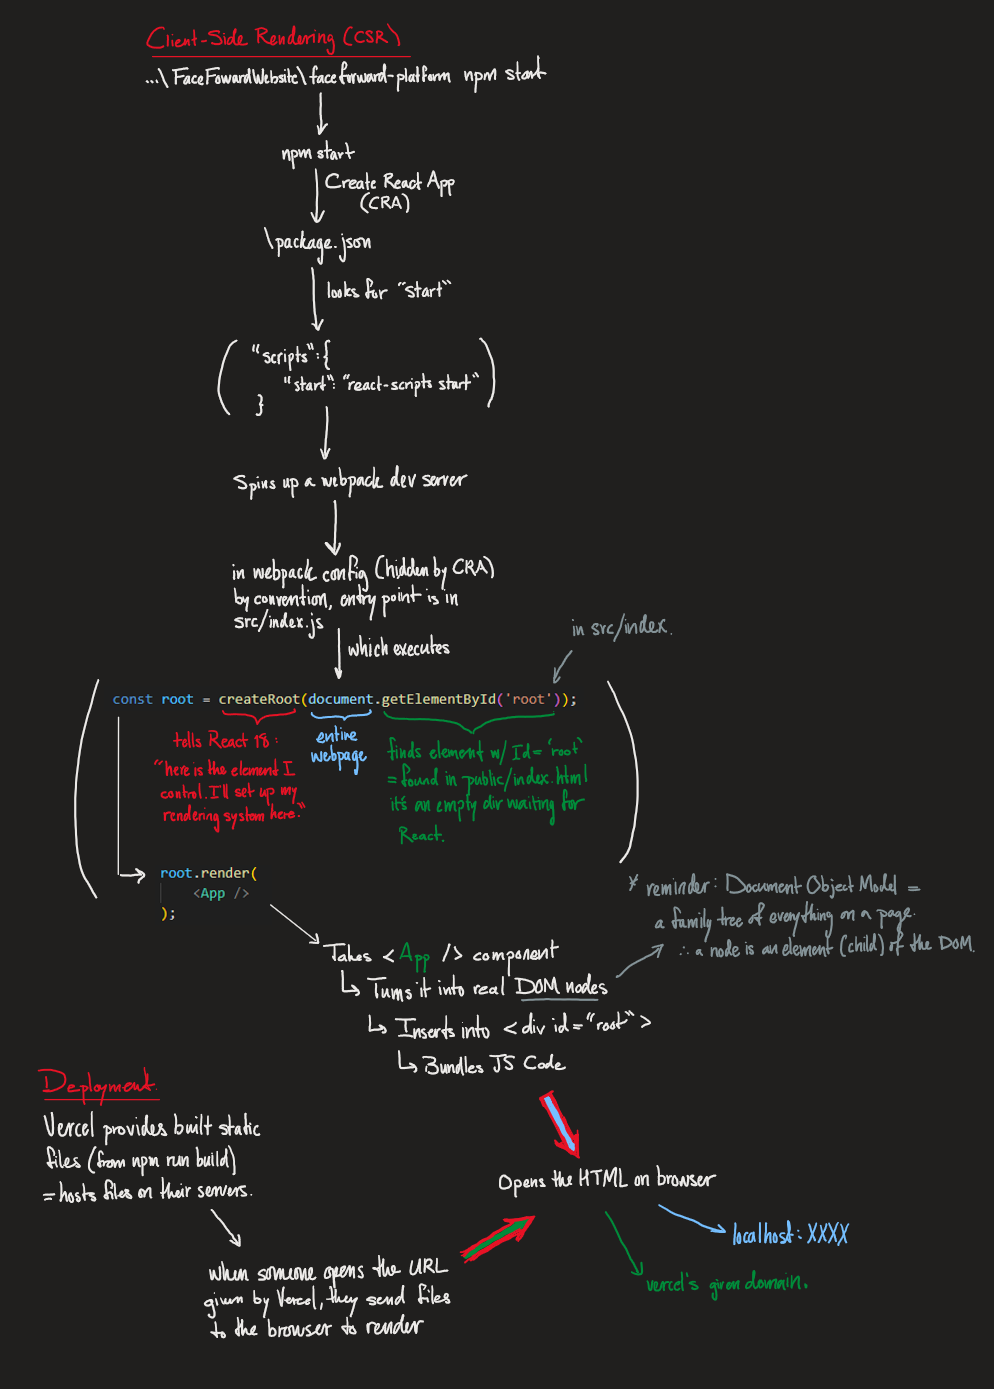 Client-Side Rendering (CSR)
...\FaceFowardWebsite\faceforward-platform npm start
npm start
Create React App
(CRA)
\package.json
looks for "start"
"scripts":{
"start": "react-scripts start"
}
Spins up a webpack dev server
in webpack config (hidden by CRA)
by convention, entry point is in
src/index.js
which executes
in src/index.
const root = createRoot(document.getElementById('root'));
tells React 18:
"here is the element I
control. I'll set up my
rendering system here."
entire
webpage
finds element w/ Id = 'root'
= found in public/index.html
it's an empty div waiting for
React.
root.render(
<App />
);
* reminder: Document Object Model =
a family tree of everything on a page.
∴ a node is an element (child) of the DOM.
Takes <App /> component
↳ Turns it into real DOM nodes
↳ Inserts into <div id="root">
↳ Bundles JS Code
Deployment.
Vercel provides built static
files (from npm run build)
= hosts files on their servers.
when someone opens the URL
given by Vercel, they send files
to the browser to render
Opens the HTML on browser
localhost: XXXX
vercel's given domain.